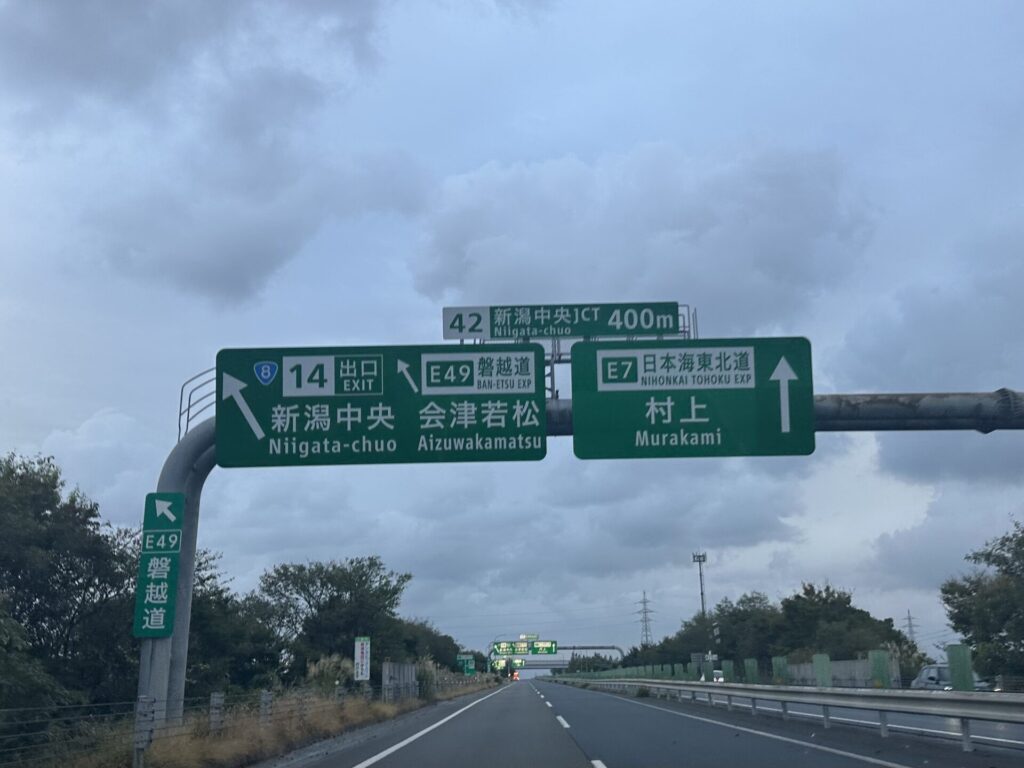 42 新潟中央JCT 400m
Niigata-chuo
8 14 出口 EXIT
新潟中央
Niigata-chuo
E49 磐越道
BAN-ETSU EXP
会津若松
Aizuwakamatsu
E7 日本海東北道
NIHONKAI TOHOKU EXP
村上
Murakami
E49
磐越道